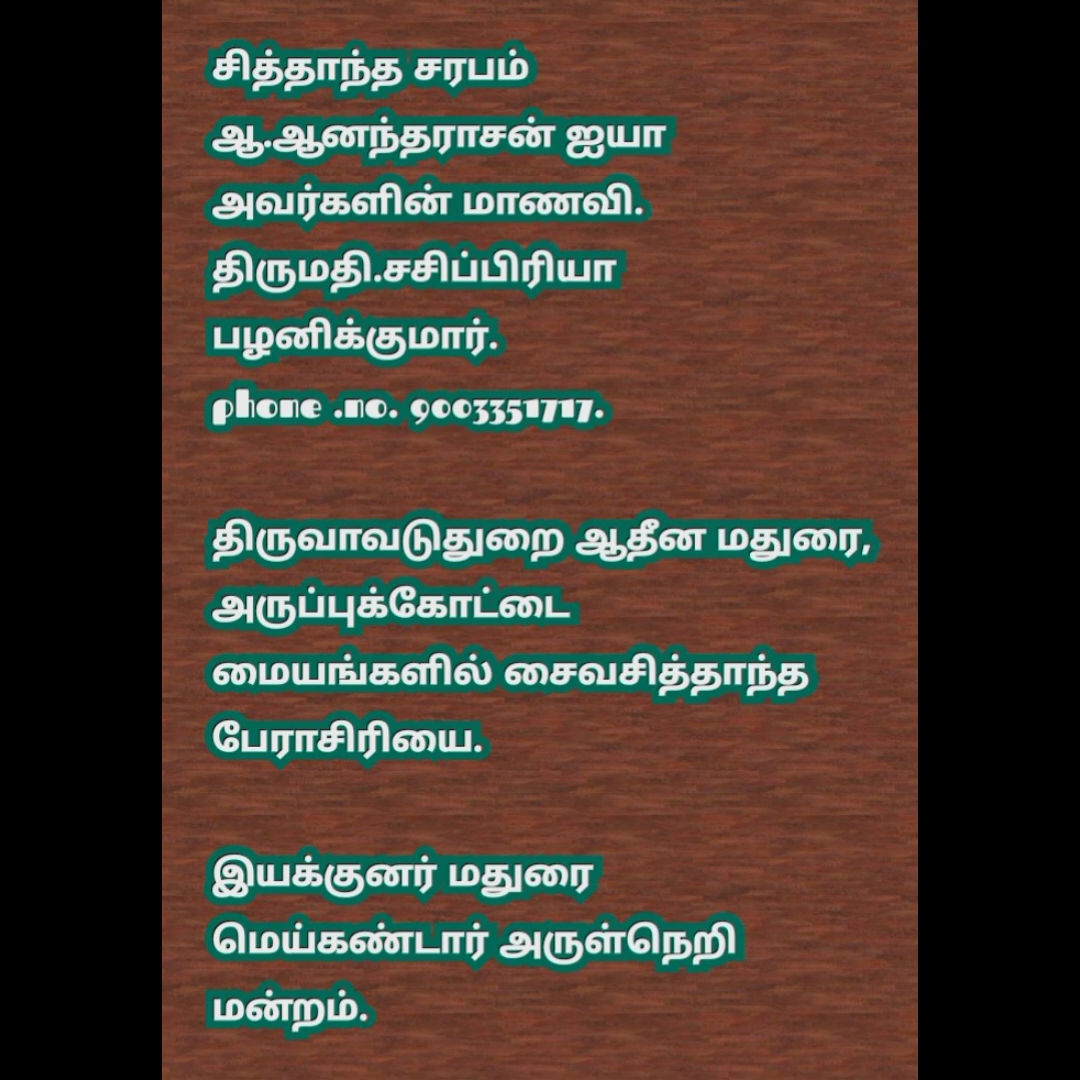 சித்தாந்த சரபம்
ஆ.ஆனந்தராசன் ஐயா
அவர்களின் மாணவி.
திருமதி.சசிப்பிரியா
பழனிக்குமார்.
phone .no. 9003351717.
திருவாவடுதுறை ஆதீன மதுரை,
அருப்புக்கோட்டை
மையங்களில் சைவசித்தாந்த
பேராசிரியை.
இயக்குனர் மதுரை
மெய்கண்டார் அருள்நெறி
மன்றம்.